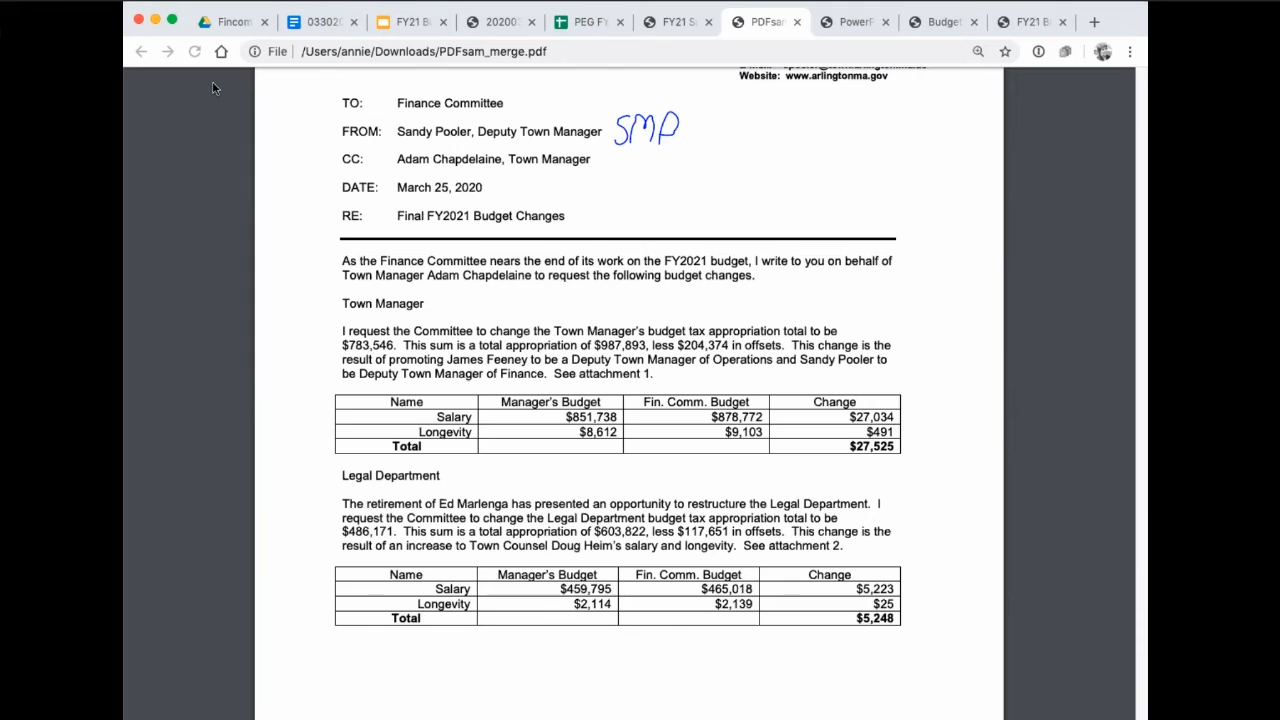 Fincom
03302
FY21 B
20200
PEG FY
FY21 S
PDFsa
PowerP
Budget
FY21 B
File | /Users/annie/Downloads/PDFsam_merge.pdf
Website: www.arlingtonma.gov
TO: Finance Committee
FROM: Sandy Pooler, Deputy Town Manager SMP
CC: Adam Chapdelaine, Town Manager
DATE: March 25, 2020
RE: Final FY2021 Budget Changes
As the Finance Committee nears the end of its work on the FY2021 budget, I write to you on behalf of
Town Manager Adam Chapdelaine to request the following budget changes.
Town Manager
I request the Committee to change the Town Manager's budget tax appropriation total to be
$783,546. This sum is a total appropriation of $987,893, less $204,374 in offsets. This change is the
result of promoting James Feeney to be a Deputy Town Manager of Operations and Sandy Pooler to
be Deputy Town Manager of Finance. See attachment 1.
Name Manager's Budget Fin. Comm. Budget Change
Salary $851,738 $878,772 $27,034
Longevity $8,612 $9,103 $491
Total $27,525
Legal Department
The retirement of Ed Marlenga has presented an opportunity to restructure the Legal Department. I
request the Committee to change the Legal Department budget tax appropriation total to be
$486,171. This sum is a total appropriation of $603,822, less $117,651 in offsets. This change is the
result of an increase to Town Counsel Doug Heim's salary and longevity. See attachment 2.
Name Manager's Budget Fin. Comm. Budget Change
Salary $459,795 $465,018 $5,223
Longevity $2,114 $2,139 $25
Total $5,248